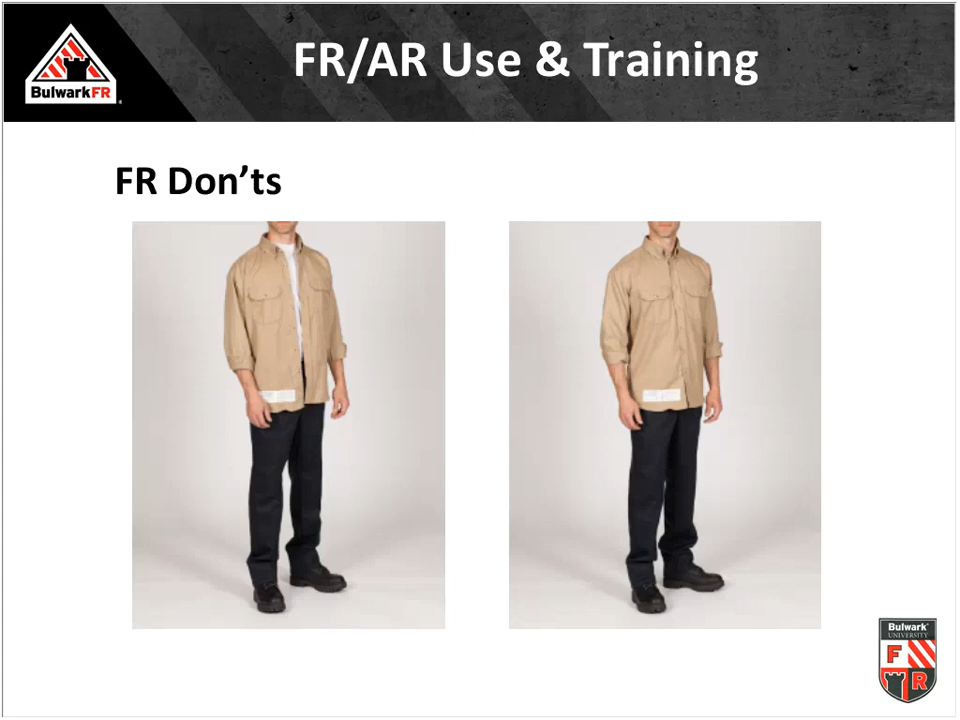 FR/AR Use & Training
BulwarkFR
FR Don’ts
Bulwark
UNIVERSITY
F
R